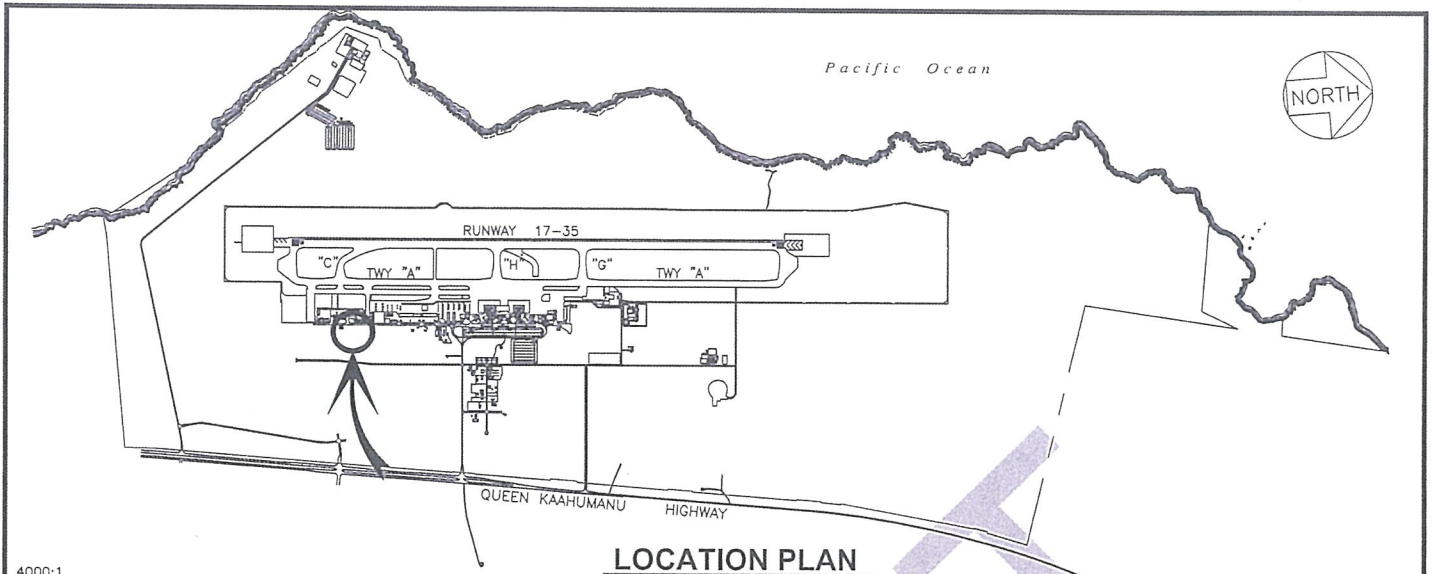 Pacific Ocean
NORTH
RUNWAY 17-35
"C"
TWY "A"
"H"
"G"
TWY "A"
QUEEN KAAHUMANU HIGHWAY
LOCATION PLAN
4000:1